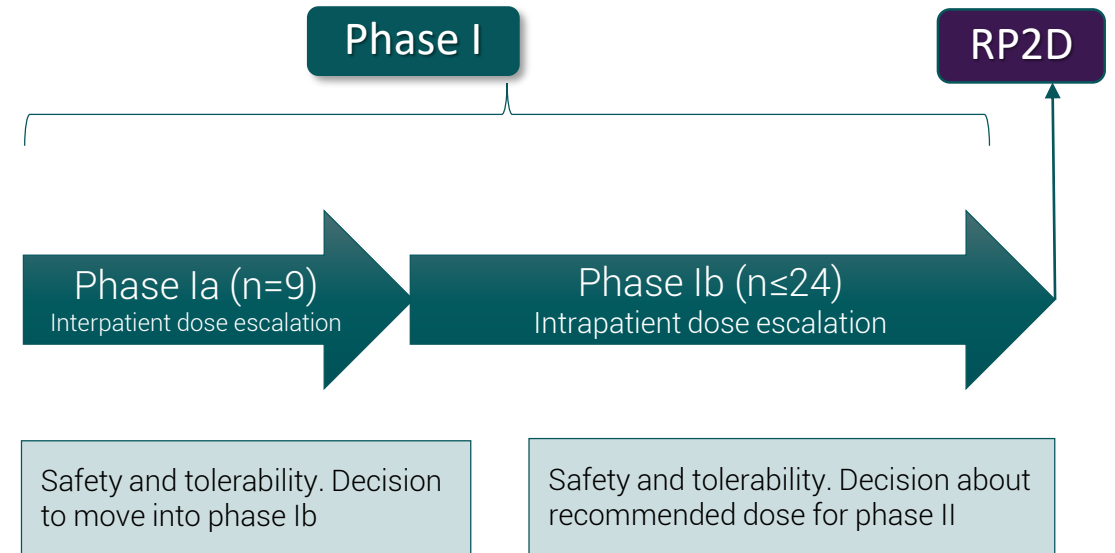 Phase I
RP2D
Phase Ia (n=9)
Interpatient dose escalation
Phase Ib (n≤24)
Intrapatient dose escalation
Safety and tolerability. Decision
to move into phase Ib
Safety and tolerability. Decision about
recommended dose for phase II